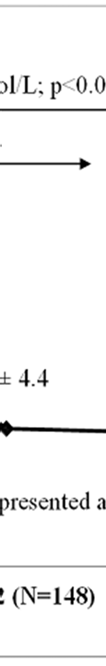 ol/L; p<0.0
± 4.4
presented a
2 (N=148)